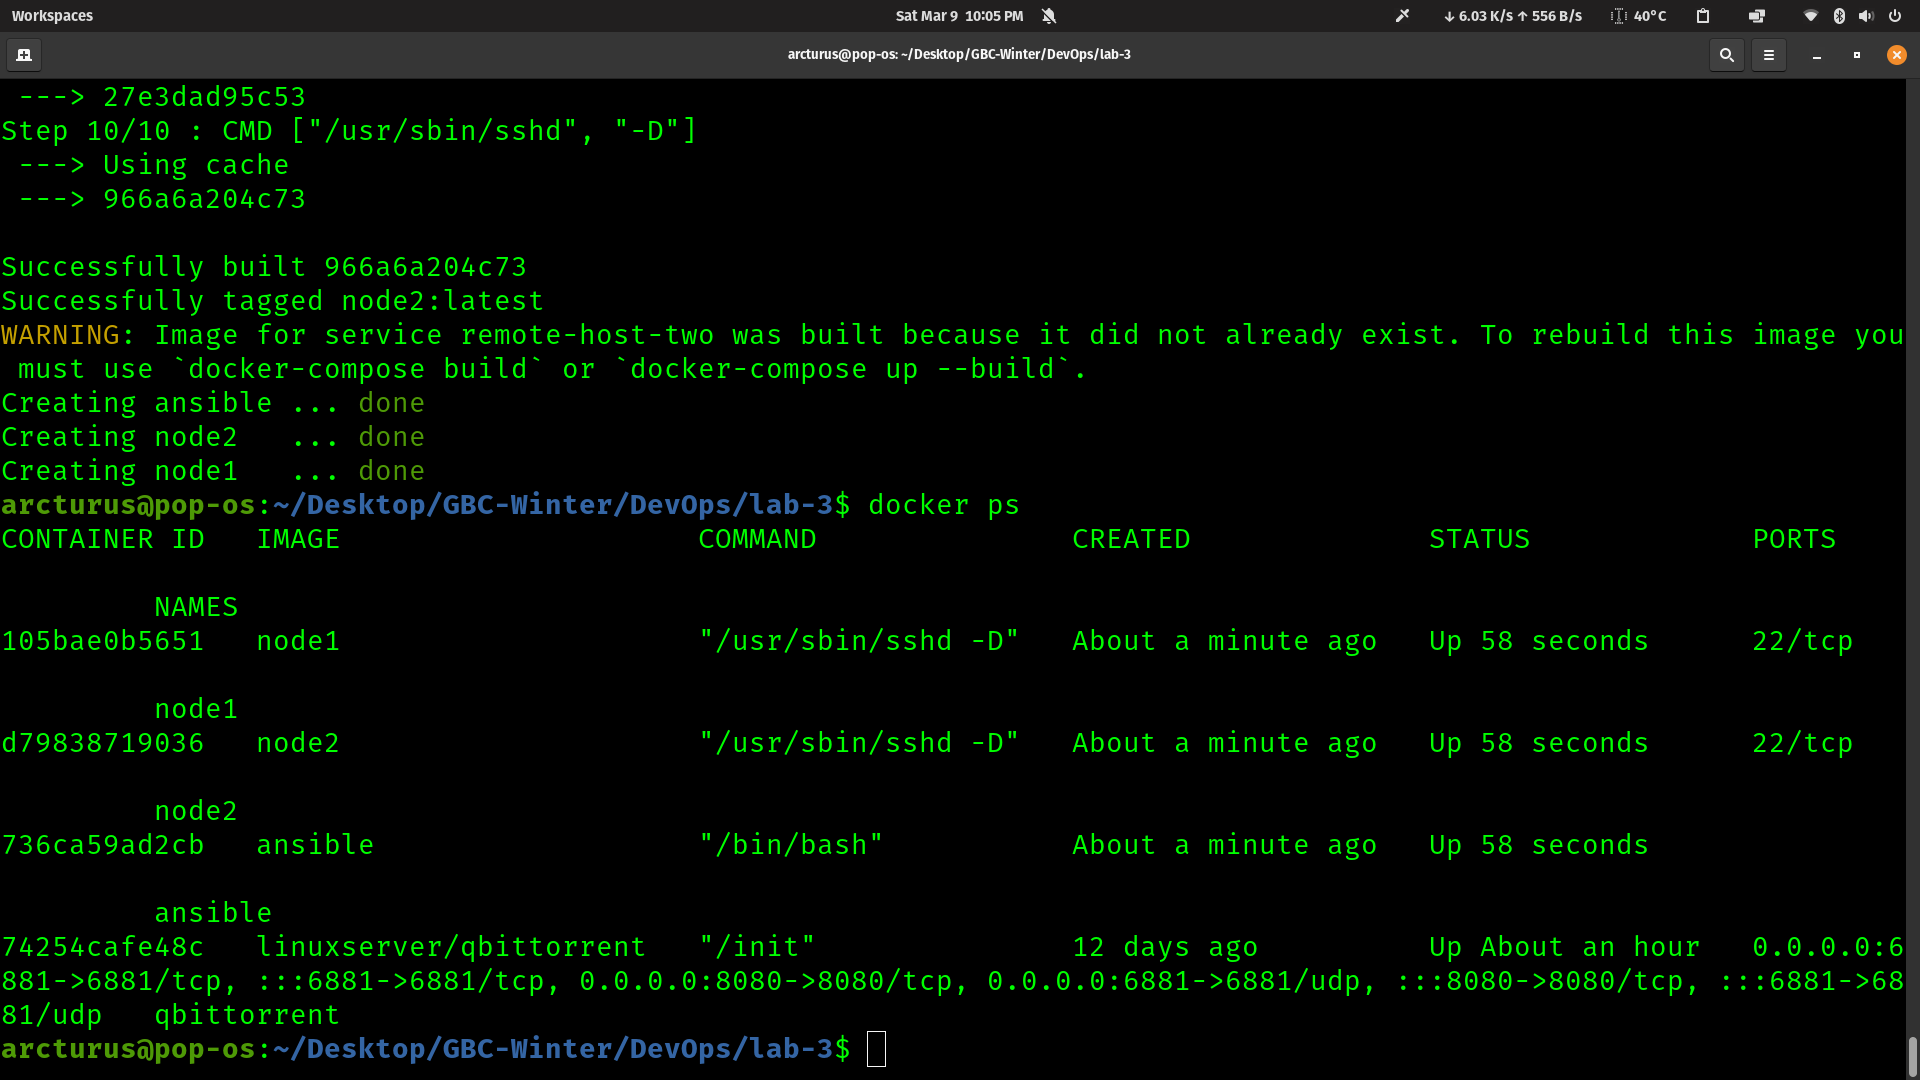 Workspaces
Sat Mar 9 10:05 PM
↓ 6.03 K/s ↑ 556 B/s
40°C
arcturus@pop-os: ~/Desktop/GBC-Winter/DevOps/lab-3
 ---> 27e3dad95c53
Step 10/10 : CMD ["/usr/sbin/sshd", "-D"]
 ---> Using cache
 ---> 966a6a204c73
Successfully built 966a6a204c73
Successfully tagged node2:latest
WARNING: Image for service remote-host-two was built because it did not already exist. To rebuild this image you
 must use `docker-compose build` or `docker-compose up --build`.
Creating ansible ... done
Creating node2   ... done
Creating node1   ... done
arcturus@pop-os:~/Desktop/GBC-Winter/DevOps/lab-3$ docker ps
CONTAINER ID   IMAGE                     COMMAND               CREATED              STATUS             PORTS
         NAMES
105bae0b5651   node1                     "/usr/sbin/sshd -D"   About a minute ago   Up 58 seconds      22/tcp
         node1
d79838719036   node2                     "/usr/sbin/sshd -D"   About a minute ago   Up 58 seconds      22/tcp
         node2
736ca59ad2cb   ansible                   "/bin/bash"           About a minute ago   Up 58 seconds
         ansible
74254cafe48c   linuxserver/qbittorrent   "/init"               12 days ago          Up About an hour   0.0.0.0:6
881->6881/tcp, :::6881->6881/tcp, 0.0.0.0:8080->8080/tcp, 0.0.0.0:6881->6881/udp, :::8080->8080/tcp, :::6881->68
81/udp   qbittorrent
arcturus@pop-os:~/Desktop/GBC-Winter/DevOps/lab-3$